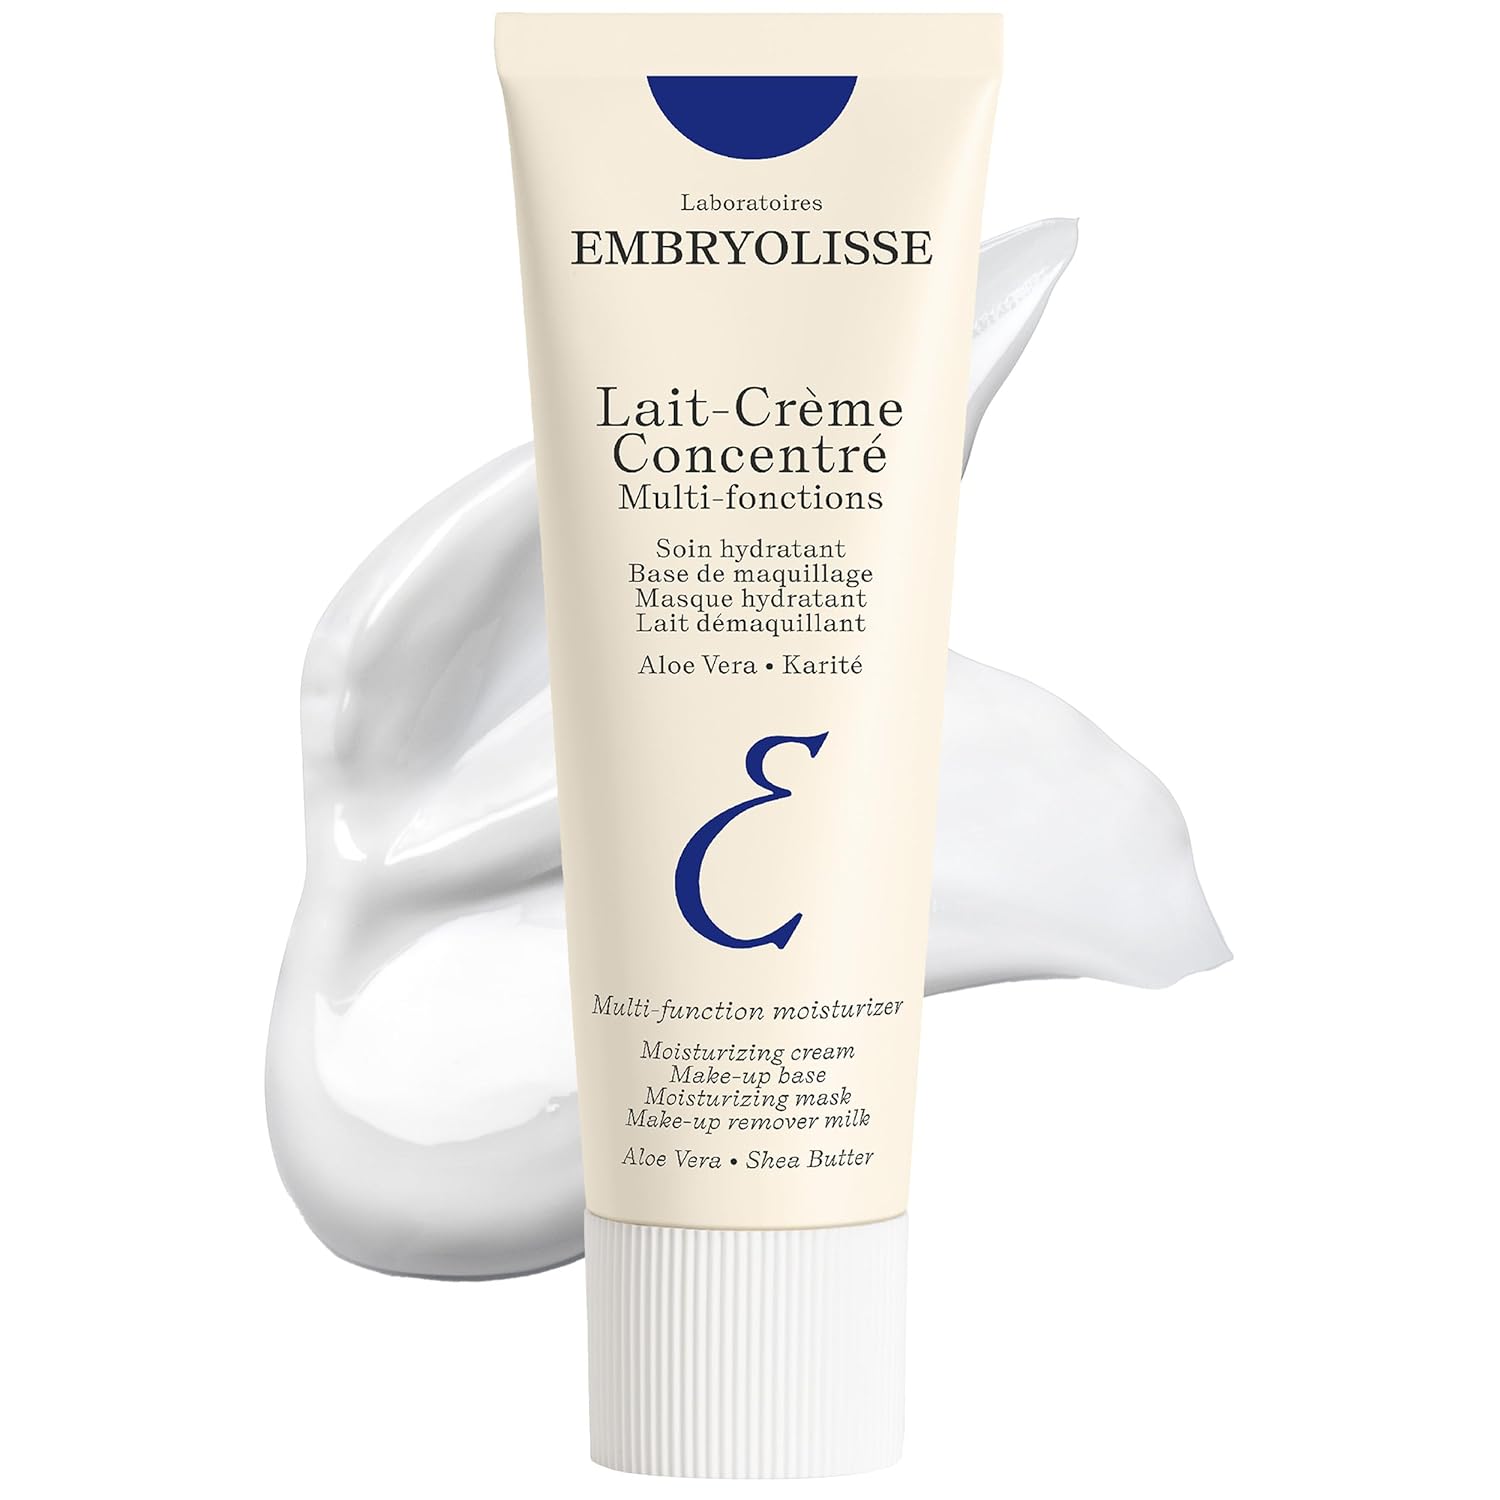 Laboratoires
EMBRYOLISSE
Lait-Crème
Concentré
Multi-fonctions
Soin hydratant
Base de maquillage
Masque hydratant
Lait démaquillant
Aloe Vera • Karité
E
Multi-function moisturizer
Moisturizing cream
Make-up base
Moisturizing mask
Make-up remover milk
Aloe Vera • Shea Butter